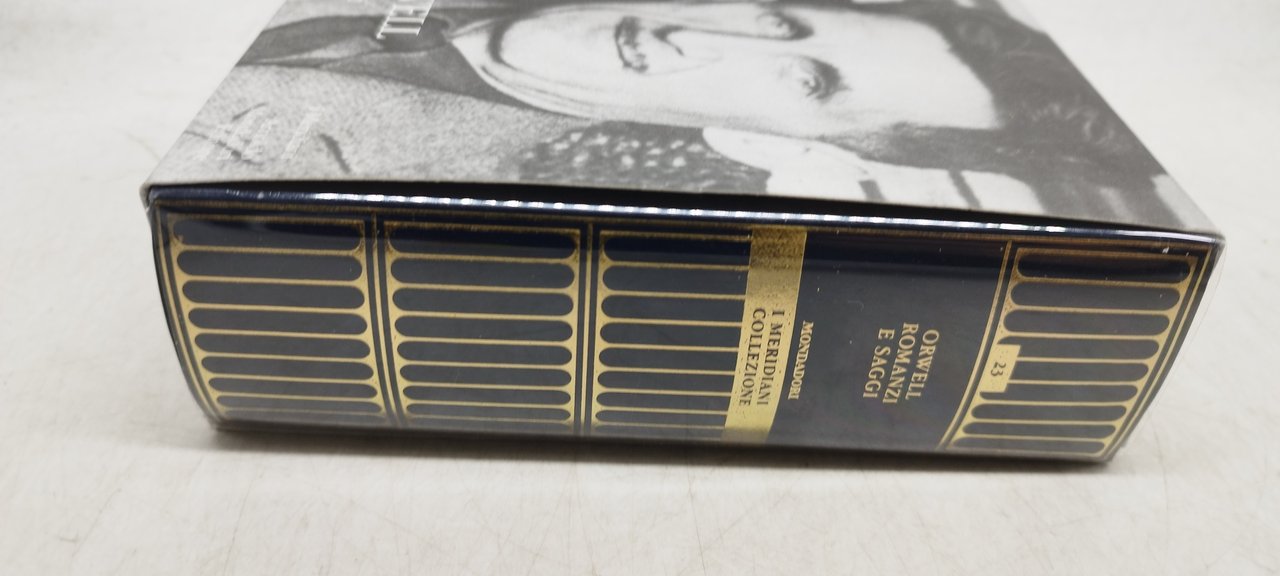 23
ORWELL
ROMANZI
E SAGGI
MONDADORI
I MERIDIANI
COLLEZIONE